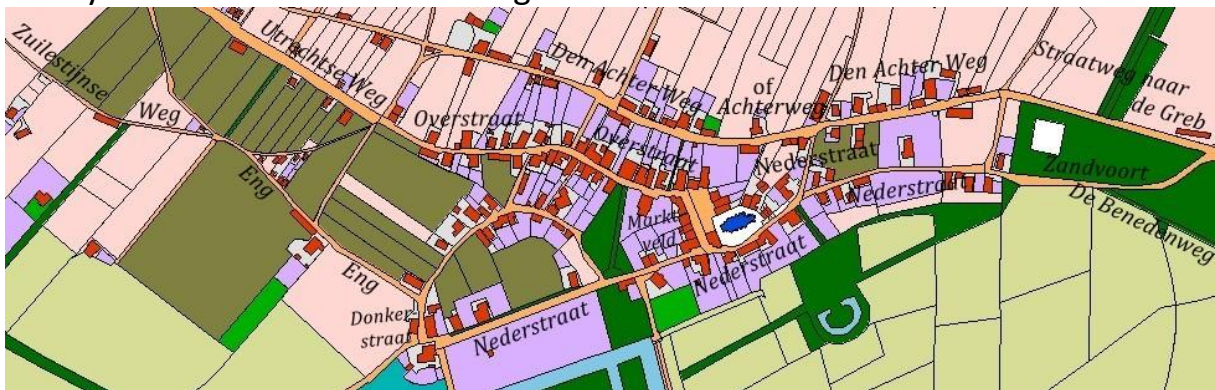 Zuilestijnse
Weg
Utrachtse Weg
Den Achter Weg
of
Achterweg
Den Achter Weg
Straatweg naar
de Greb
Overstraat
Overstraat
Nederstraat
Zandvoort
Eng
Nederstraat
De Benedenweg
Markt
veld
Eng
Nederstraat
Donker
straat
Nederstraat